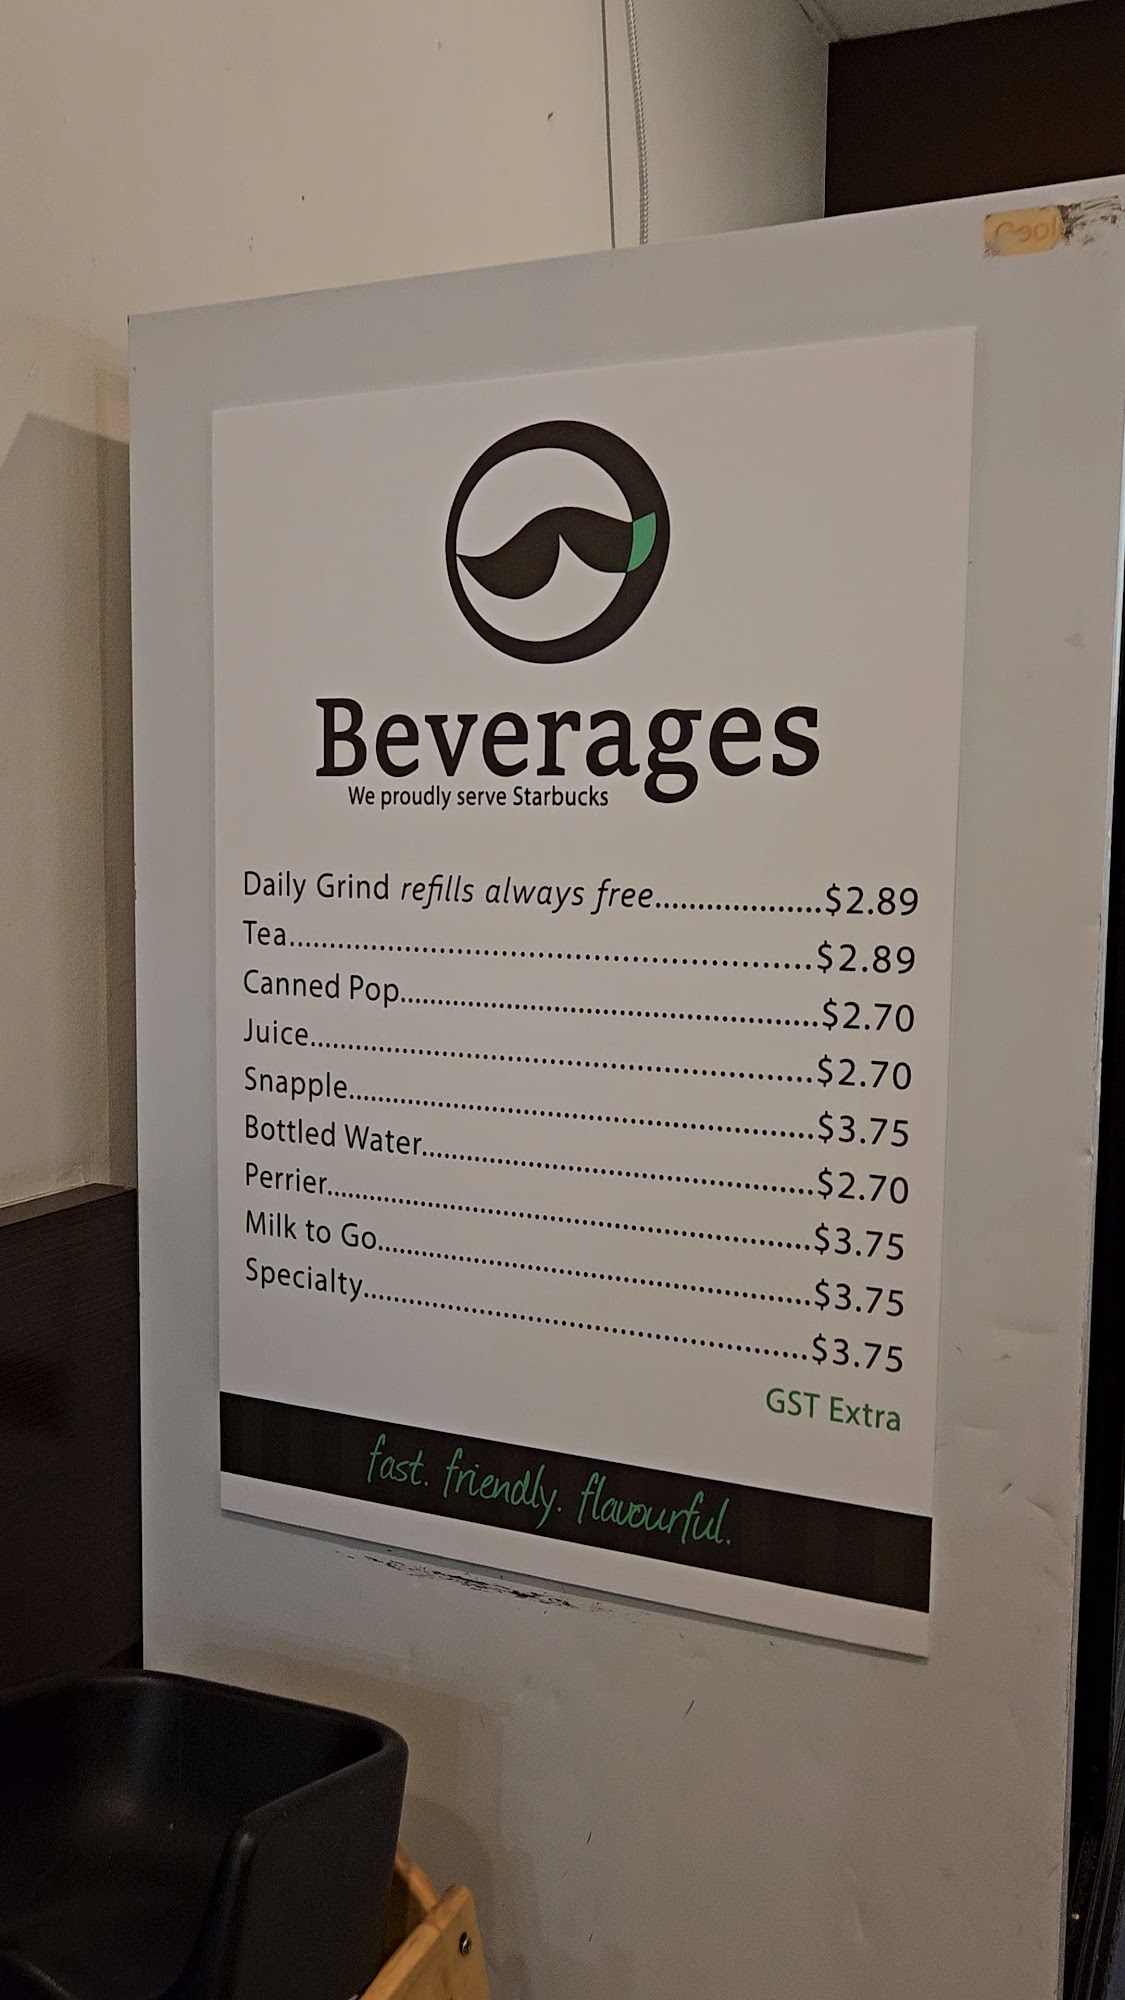 Beverages
We proudly serve Starbucks
Daily Grind refills always free....................$2.89
Tea................................................................$2.89
Canned Pop...................................................$2.70
Juice.............................................................$2.70
Snapple.........................................................$3.75
Bottled Water................................................$2.70
Perrier...........................................................$3.75
Milk to Go.....................................................$3.75
Specialty.......................................................$3.75
GST Extra
fast. friendly. flavourful.